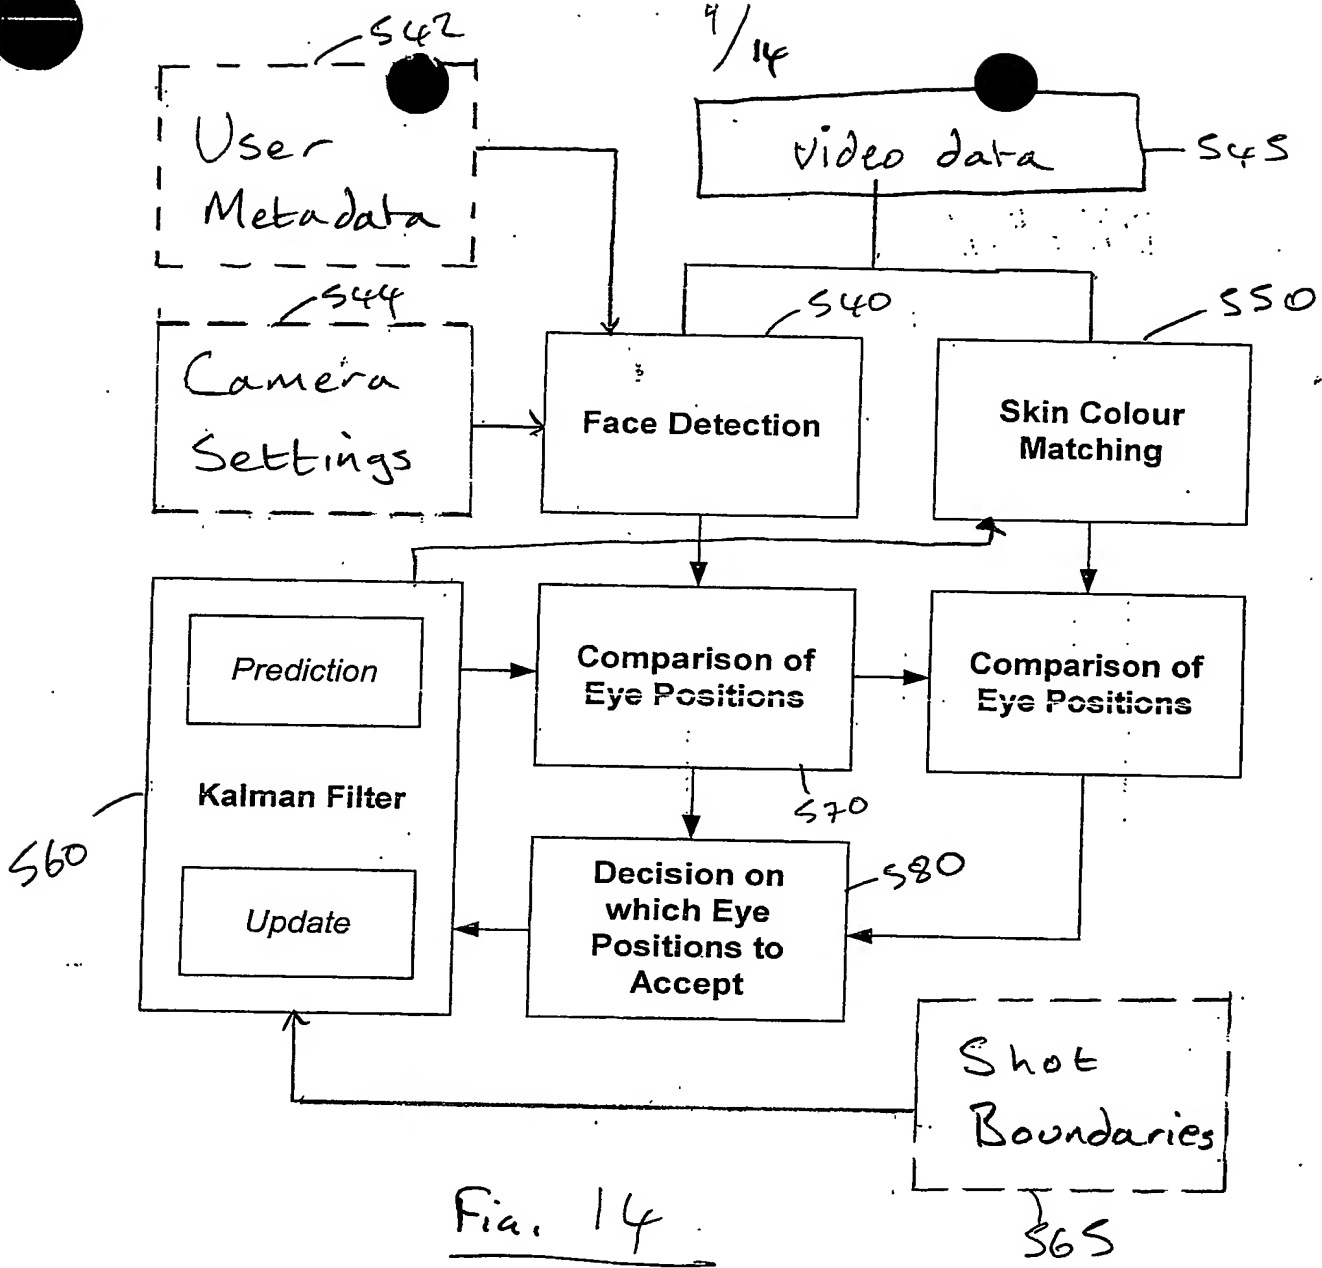 542
9/14
User
Metadata
video data
545
544
540
550
Camera
Settings
Face Detection
Skin Colour
Matching
Prediction
Comparison of
Eye Positions
Comparison of
Eye Positions
Kalman Filter
570
560
Decision on
which Eye
Positions to
Accept
580
Update
Shot
Boundaries
Fig. 14
565